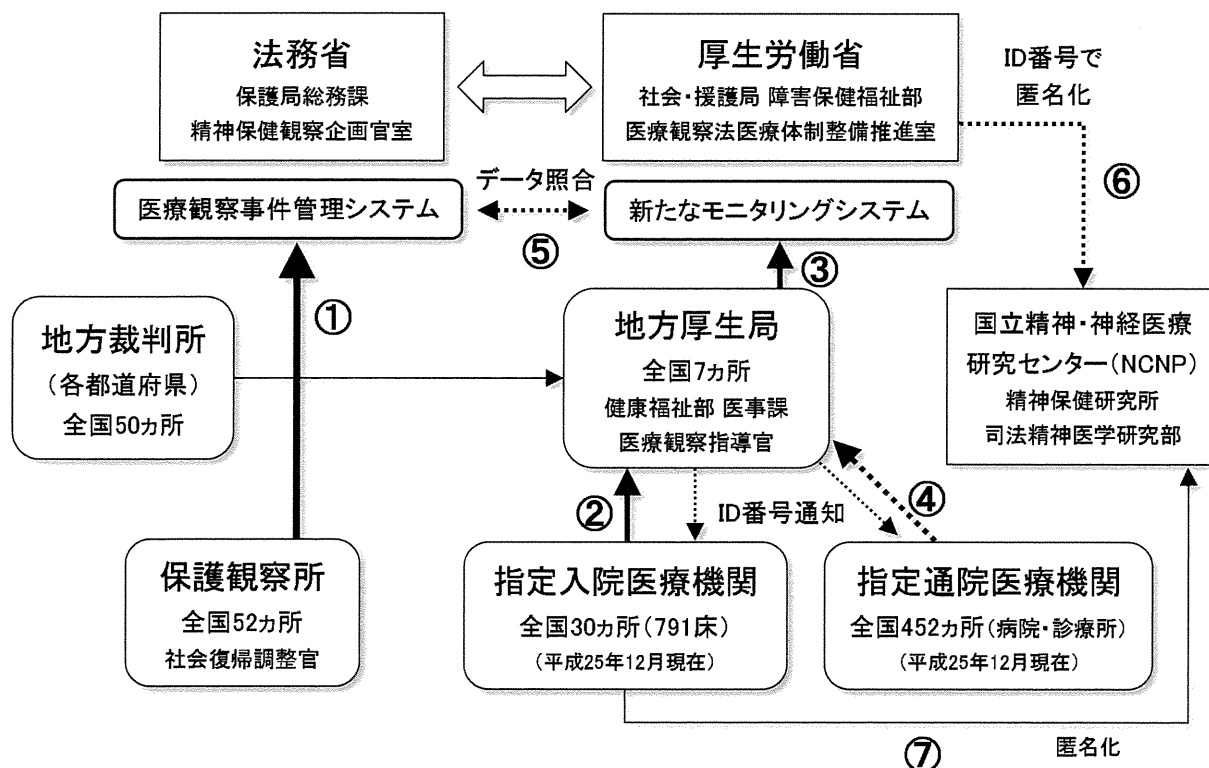 法務省
保護局総務課
精神保健観察企画官室
厚生労働省
社会・援護局 障害保健福祉部
医療観察法医療体制整備推進室
ID番号で
匿名化
⑥
医療観察事件管理システム
データ照合
⑤
新たなモニタリングシステム
①
③
地方裁判所
(各都道府県)
全国50ヵ所
地方厚生局
全国7ヵ所
健康福祉部 医事課
医療観察指導官
国立精神・神経医療
研究センター(NCNP)
精神保健研究所
司法精神医学研究部
②
ID番号通知
④
保護観察所
全国52ヵ所
社会復帰調整官
指定入院医療機関
全国30ヵ所(791床)
(平成25年12月現在)
指定通院医療機関
全国452ヵ所(病院・診療所)
(平成25年12月現在)
⑦
匿名化